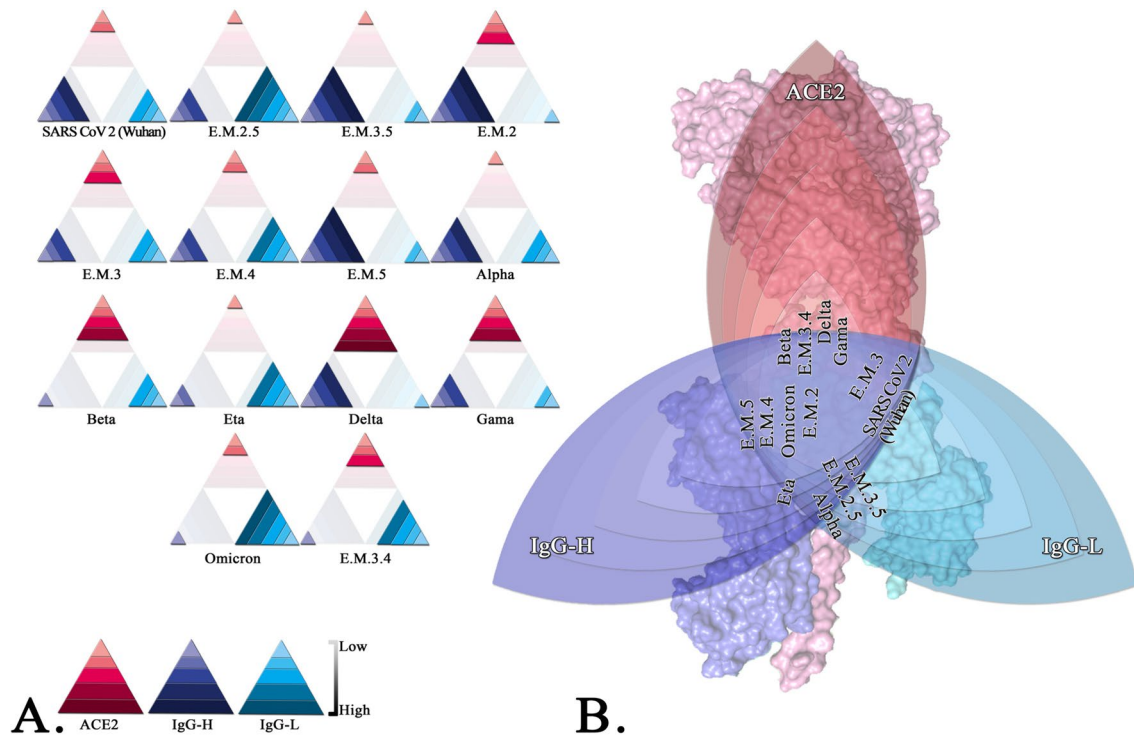 SARS CoV 2 (Wuhan)
E.M.2.5
E.M.3.5
E.M.2
E.M.3
E.M.4
E.M.5
Alpha
Beta
Eta
Delta
Gama
Omicron
E.M.3.4
ACE2
IgG-H
IgG-L
Low
High
A.
ACE2
Beta
E.M.3.4
Delta
Gama
E.M.3
SARS CoV 2
(Wuhan)
E.M.5
E.M.4
Omicron
E.M.2
Eta
Alpha
E.M.2.5
E.M.3.5
IgG-H
IgG-L
B.